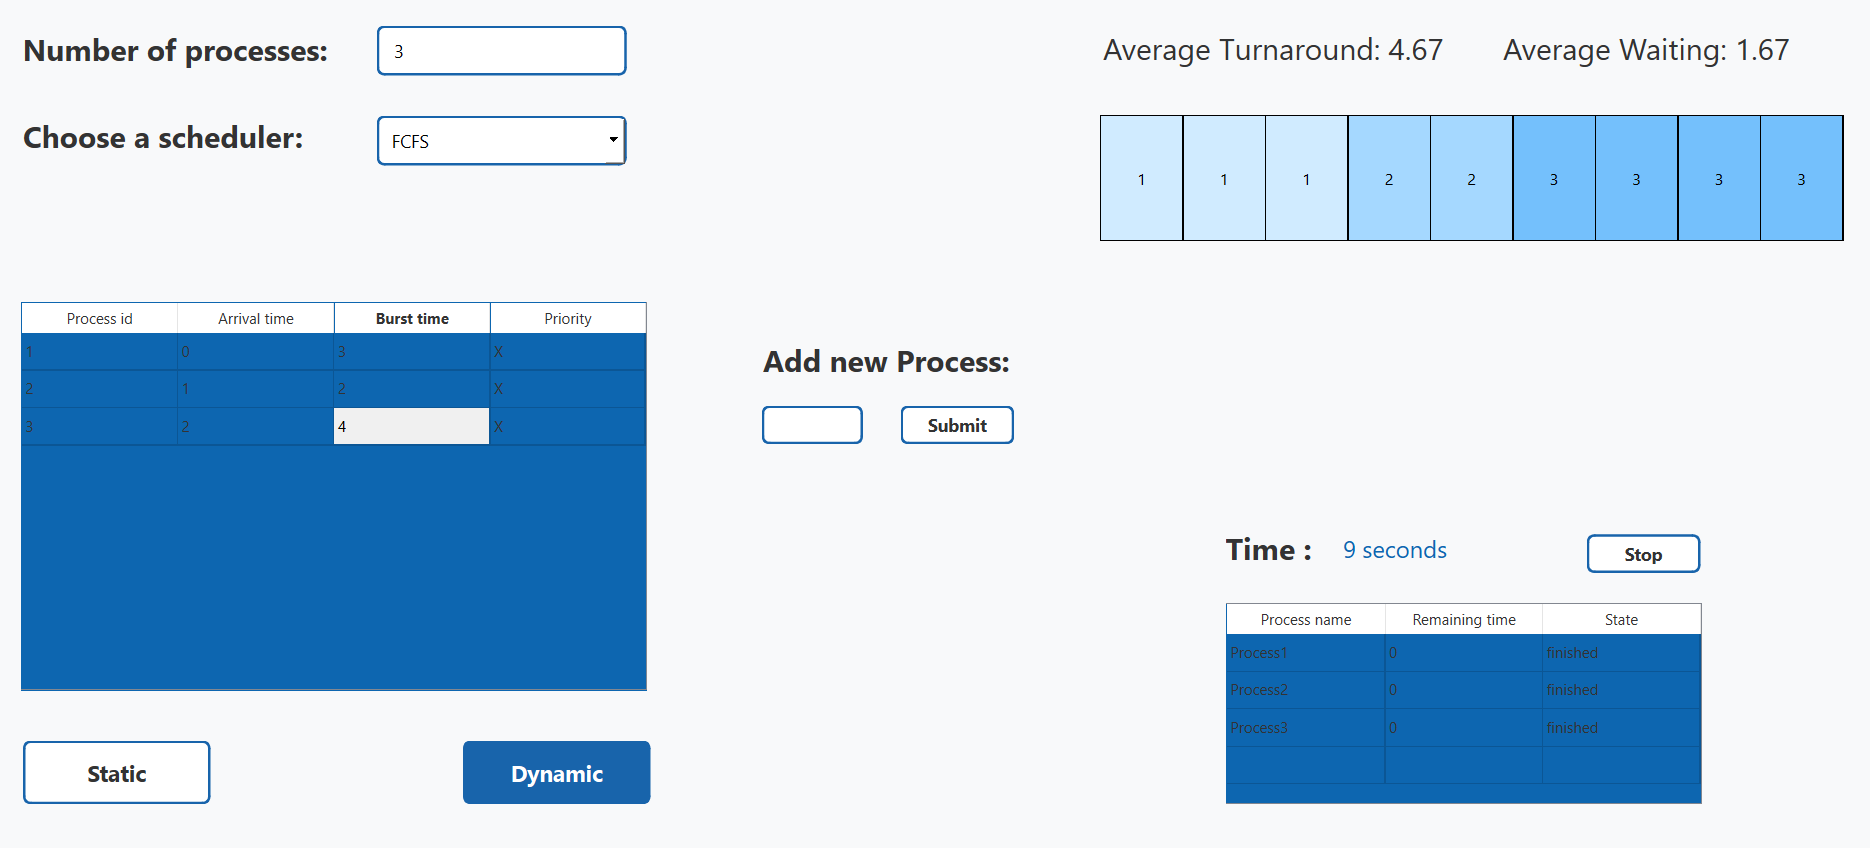 Number of processes: 3
Average Turnaround: 4.67 Average Waiting: 1.67
Choose a scheduler: FCFS
1 1 1 2 2 3 3 3 3
Process id Arrival time Burst time Priority
1 0 3 X
2 1 2 X
3 2 4 X
Add new Process:
Submit
Time : 9 seconds Stop
Process name Remaining time State
Process1 0 finished
Process2 0 finished
Process3 0 finished
Static Dynamic